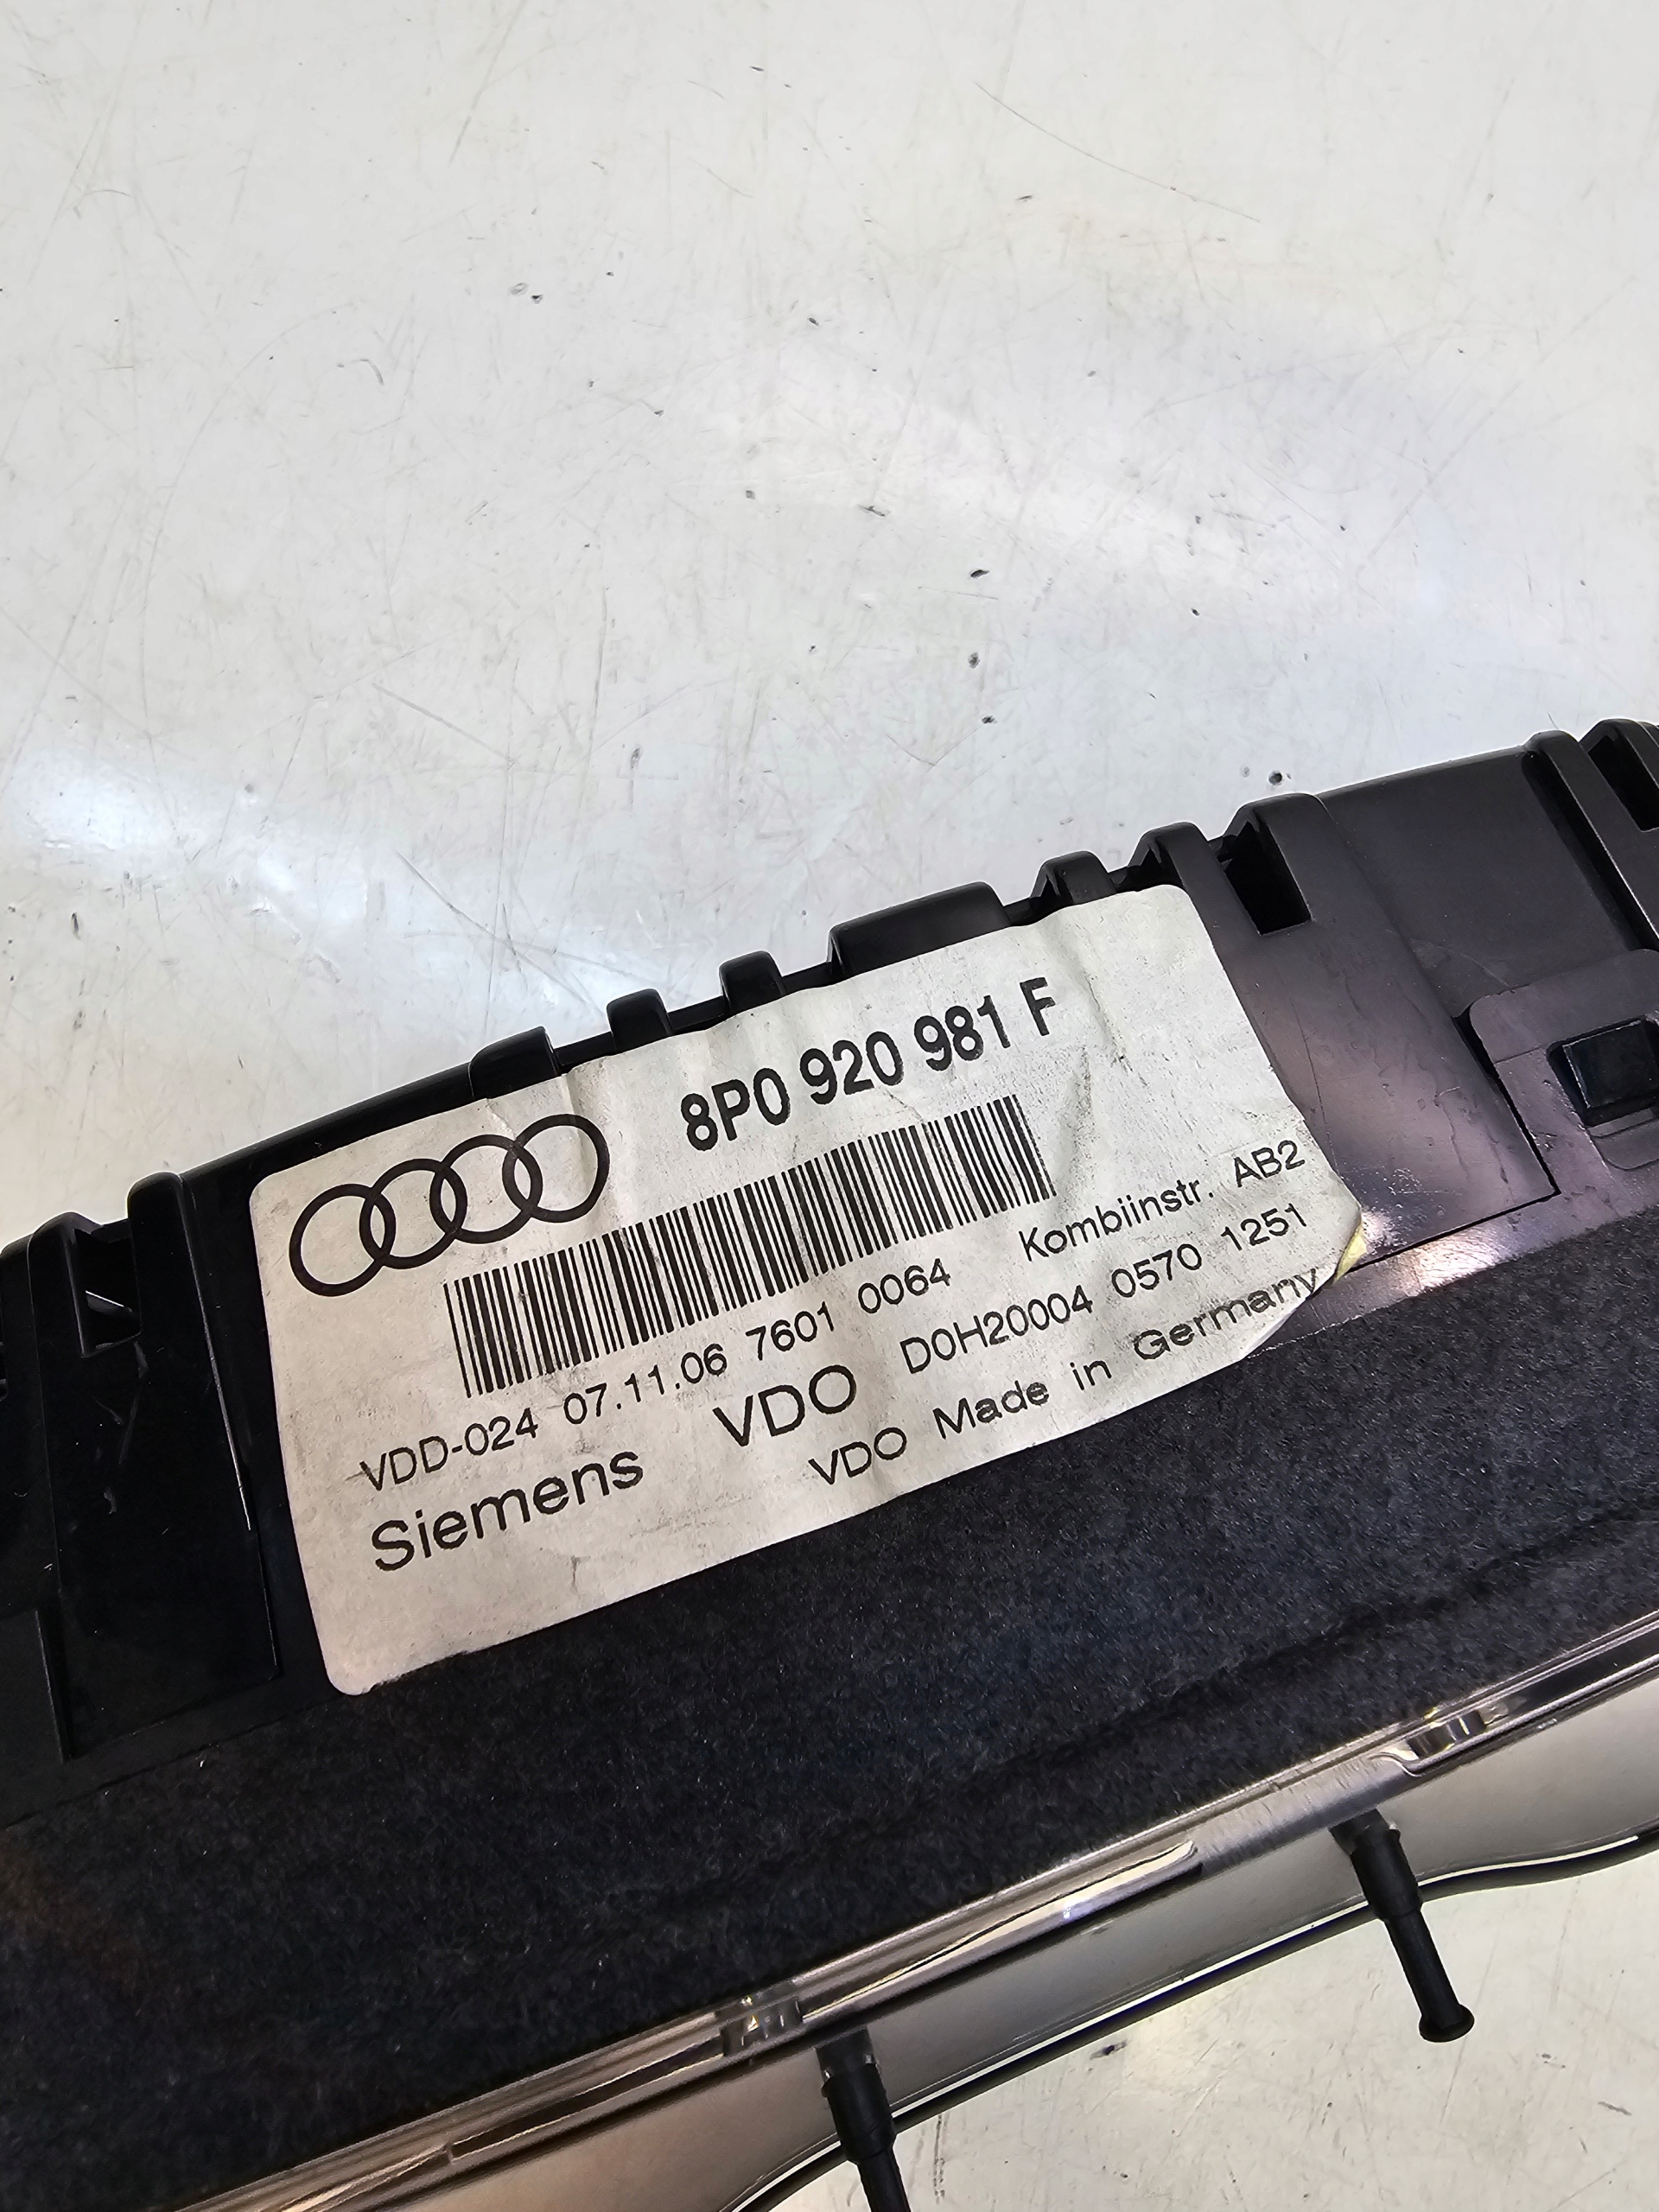 8P0 920 981 F
VDD-024 07.11.06 7601 0064 Kombiinstr. AB2
Siemens VDO D0H20004 0570 1251
VDO Made in Germany